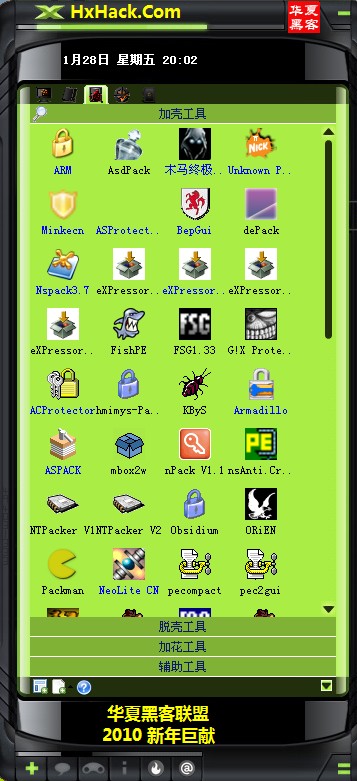 HxHack.Com
华夏
黑客
1月28日 星期五 20:02
加壳工具
ARM AsdPack 木马终极.. Unknown P..
Minkecn ASProtect.. BepGui dePack
Nspack3.7 eXPressor.. eXPressor.. eXPressor..
eXPressor.. FishPE FSG1.33 G!X Prote..
ACProtector hmimys-Pa.. KByS Armadillo
ASPACK mbox2w nPack V1.1 nsAnti.Cr..
NTPacker V1 NTPacker V2 Obsidium ORiEN
Packman NeoLite CN pecompact pec2gui
脱壳工具
加花工具
辅助工具
华夏黑客联盟
2010 新年巨献